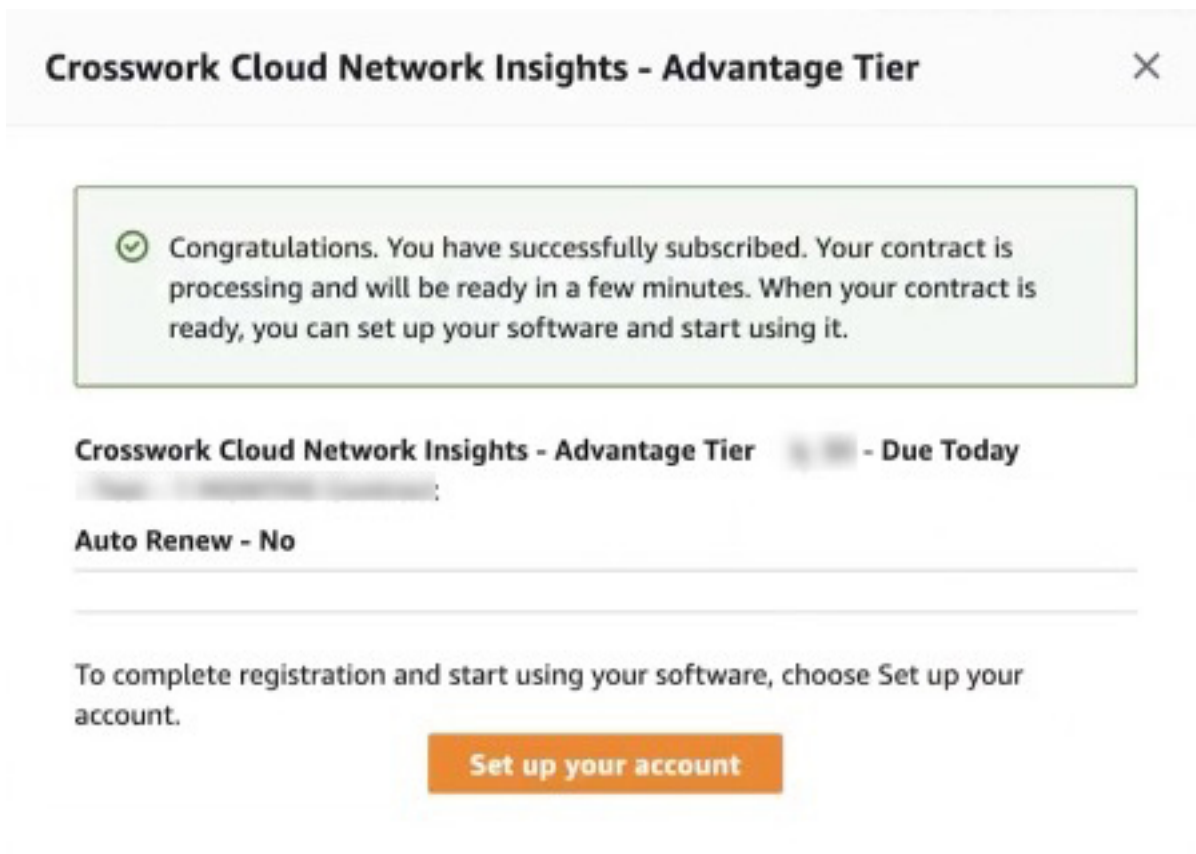 Crosswork Cloud Network Insights - Advantage Tier
Congratulations. You have successfully subscribed. Your contract is
processing and will be ready in a few minutes. When your contract is
ready, you can set up your software and start using it.
Crosswork Cloud Network Insights - Advantage Tier - Due Today
:
Auto Renew - No
To complete registration and start using your software, choose Set up your
account.
Set up your account